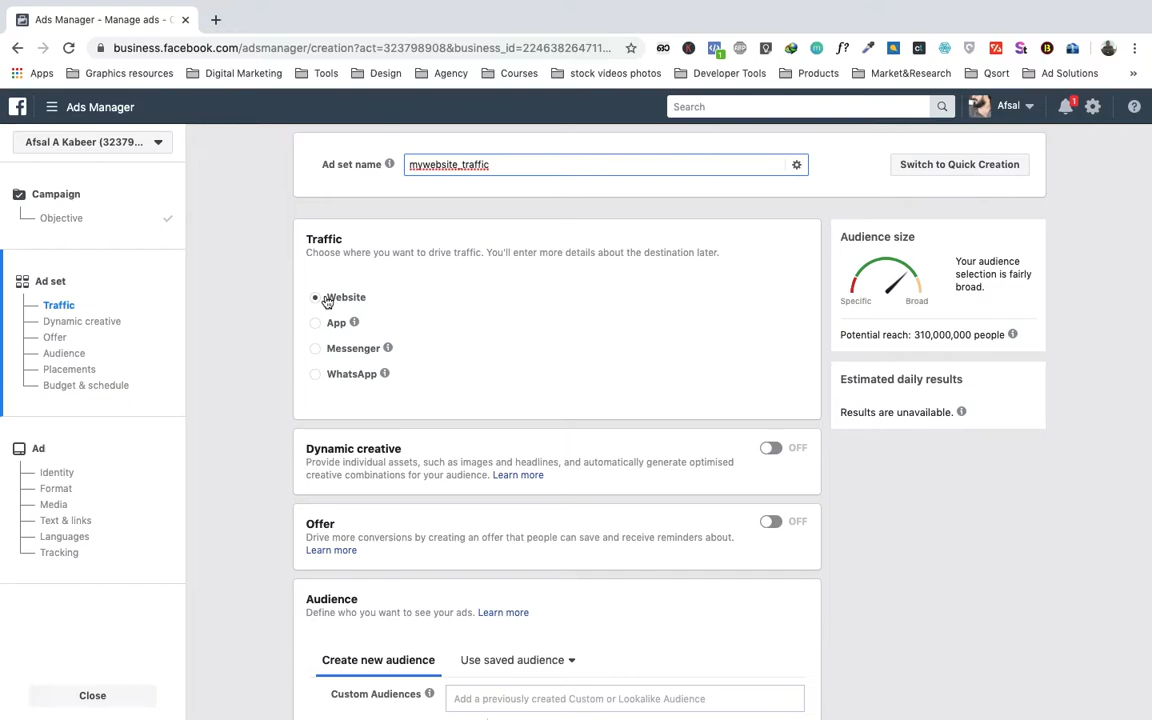 Ads Manager - Manage ads - C
business.facebook.com/adsmanager/creation?act=323798908&business_id=224638264711...
Apps
Graphics resources
Digital Marketing
Tools
Design
Agency
Courses
stock videos photos
Developer Tools
Products
Market&Research
Qsort
Ad Solutions
»
Ads Manager
Search
Afsal
1
Afsal A Kabeer (32379...
Ad set name
mywebsite_traffic
Switch to Quick Creation
Campaign
Objective
Ad set
Traffic
Dynamic creative
Offer
Audience
Placements
Budget & schedule
Ad
Identity
Format
Media
Text & links
Languages
Tracking
Close
Traffic
Choose where you want to drive traffic. You'll enter more details about the destination later.
Website
App
Messenger
WhatsApp
Dynamic creative
OFF
Provide individual assets, such as images and headlines, and automatically generate optimised
creative combinations for your audience. Learn more
Offer
OFF
Drive more conversions by creating an offer that people can save and receive reminders about.
Learn more
Audience
Define who you want to see your ads. Learn more
Create new audience
Use saved audience
Custom Audiences
Add a previously created Custom or Lookalike Audience
Audience size
Your audience
selection is fairly
broad.
Specific
Broad
Potential reach: 310,000,000 people
Estimated daily results
Results are unavailable.